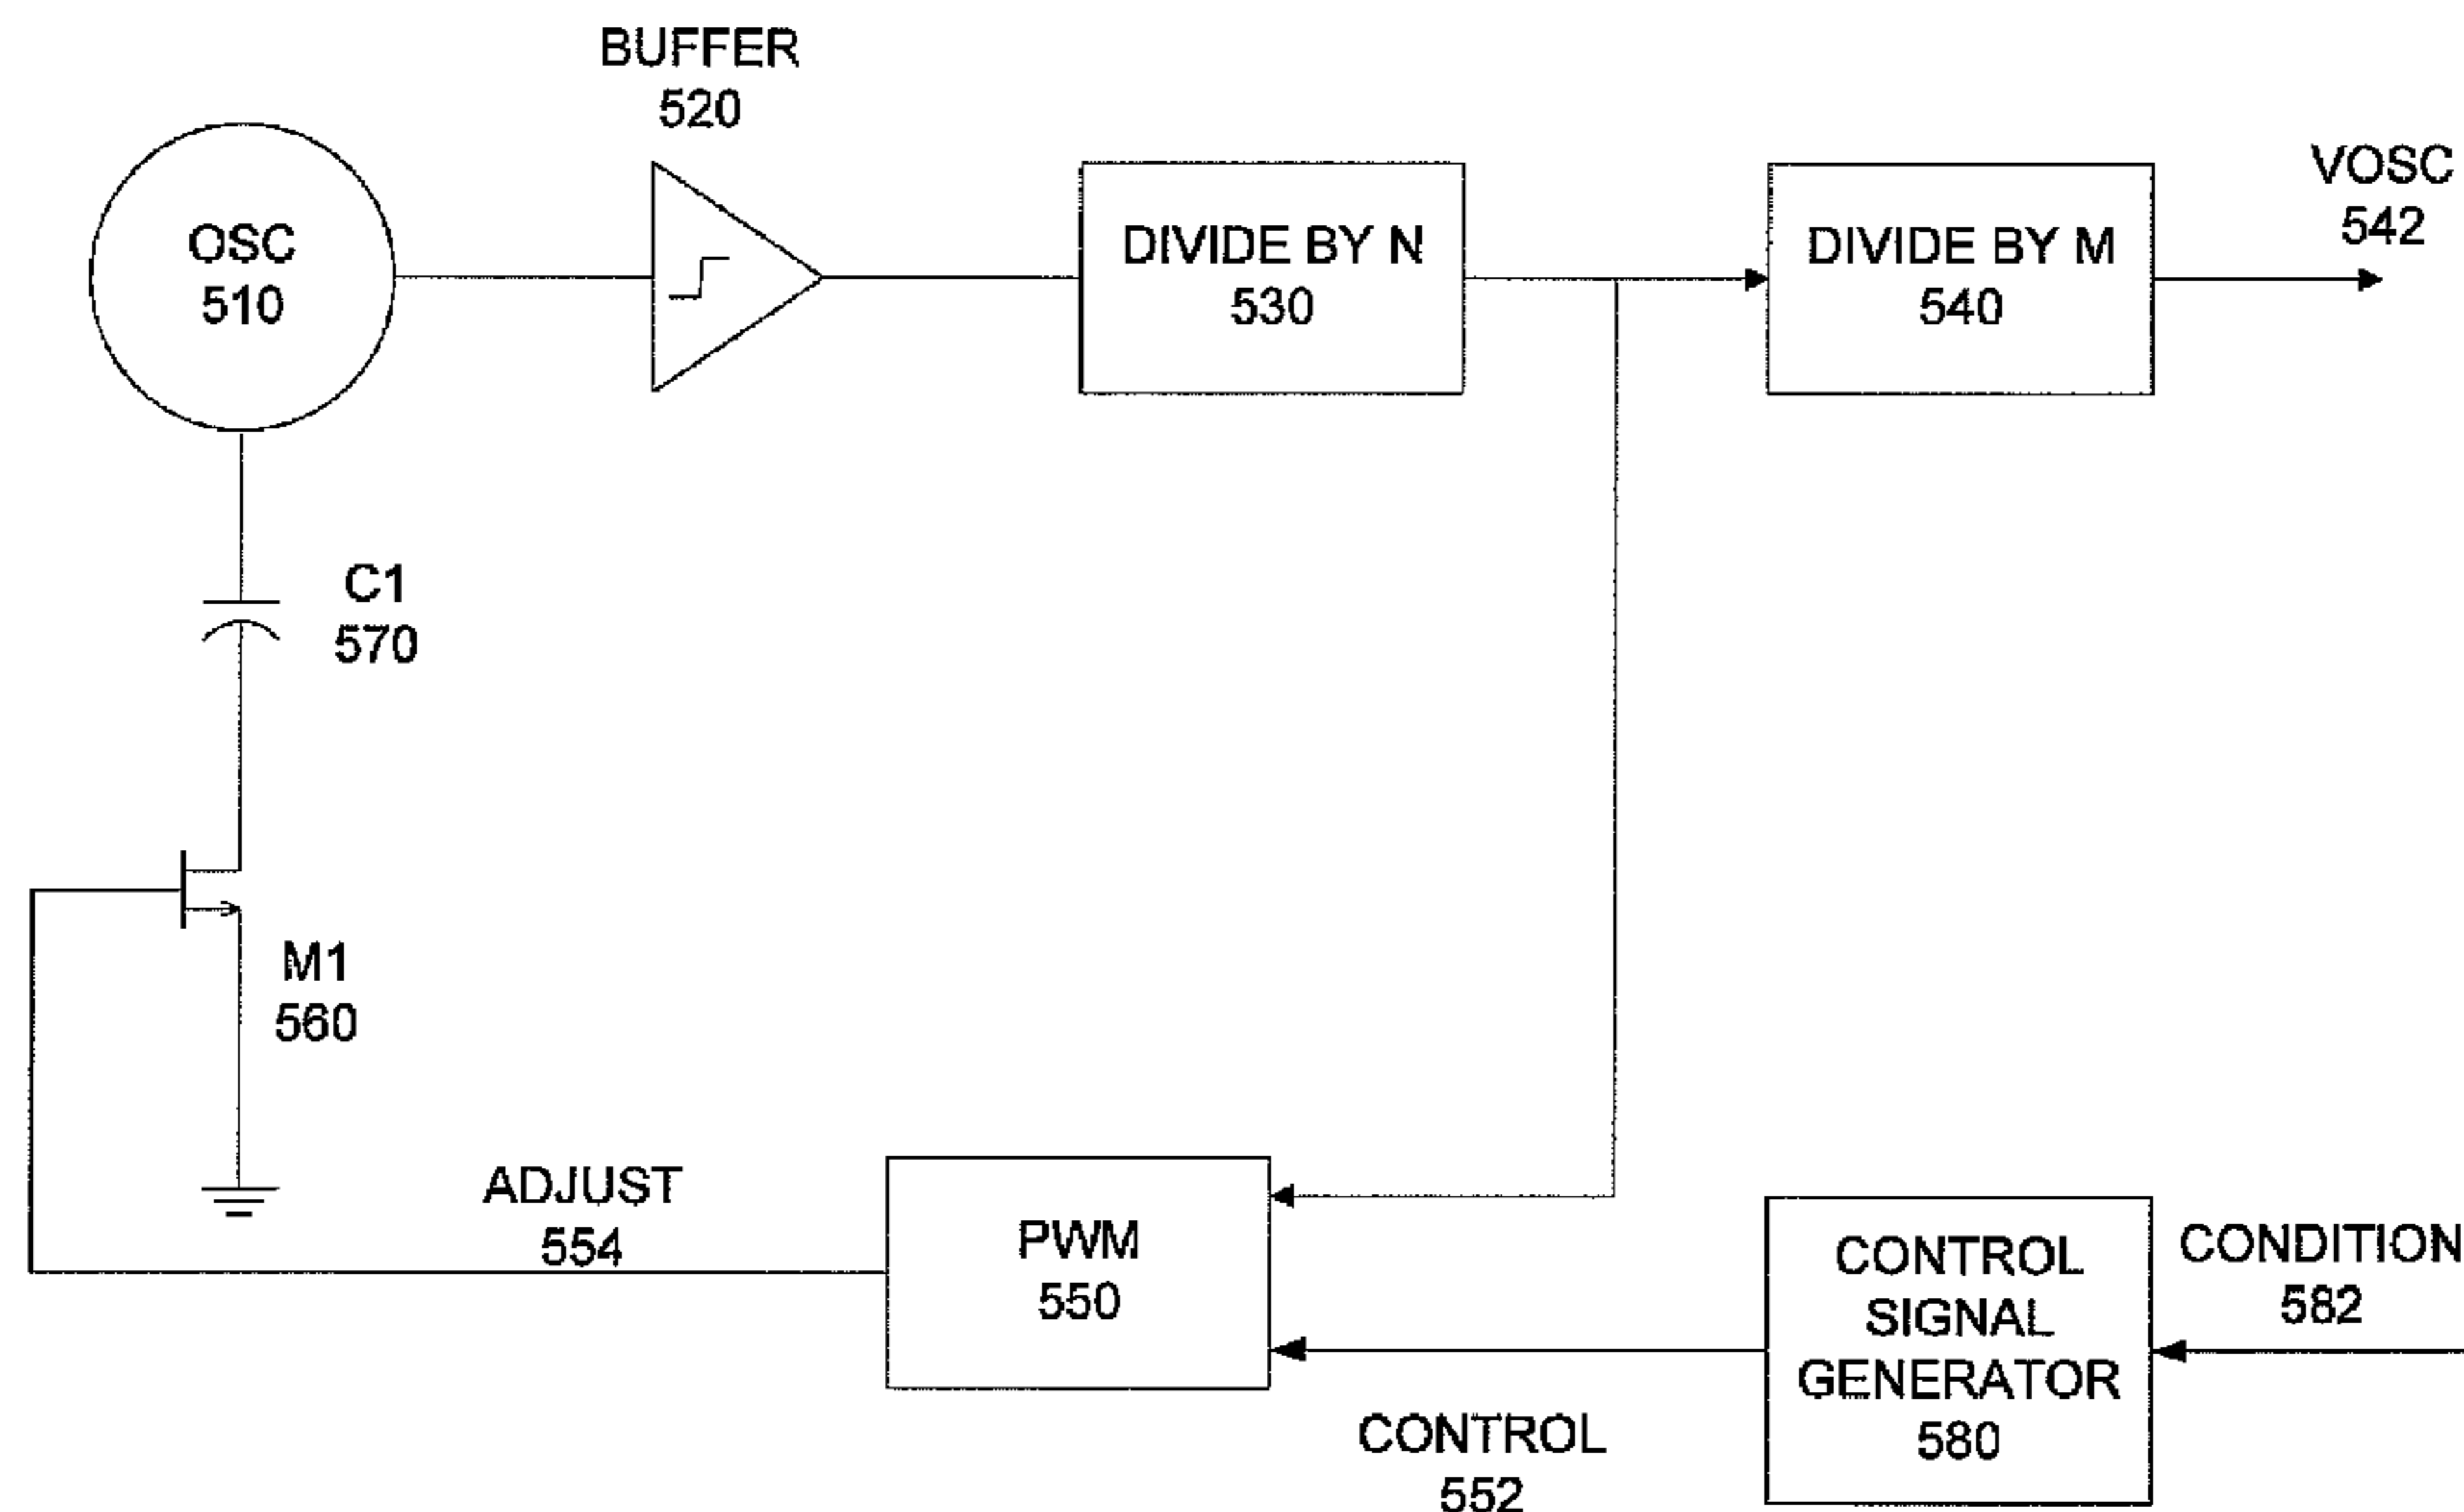 BUFFER
520
OSC
510
DIVIDE BY N
530
DIVIDE BY M
540
VOSC
542
C1
570
M1
560
ADJUST
554
PWM
550
CONTROL
SIGNAL
GENERATOR
580
CONDITION
582
CONTROL
552